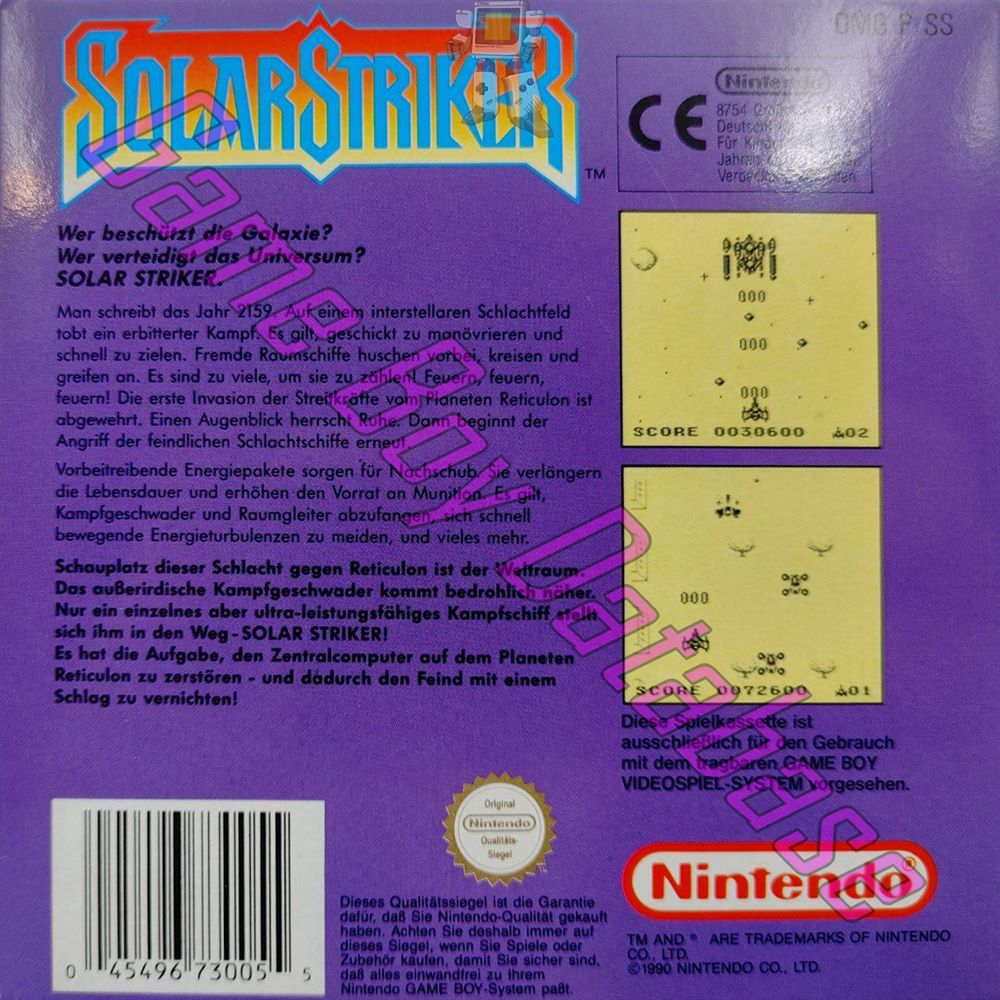 SOLARSTRIKER
TM
DMG P/SS
Nintendo
8754
Für
CE
Wer beschützt die Galaxie?
Wer verteidigt das Universum?
SOLAR STRIKER.
Man schreibt das Jahr 2159. Auf einem interstellaren Schlachtfeld
tobt ein erbitterter Kampf. Es gilt, geschickt zu manövrieren und
schnell zu zielen. Fremde Raumschiffe huschen vorbei, kreisen und
greifen an. Es sind zu viele, um sie zu zählen! Feuern, feuern,
feuern! Die erste Invasion der Streitkräfte vom Planeten Reticulon ist
abgewehrt. Einen Augenblick herrscht Ruhe. Dann beginnt der
Angriff der feindlichen Schlachtschiffe erneut.
Vorbeitreibende Energiepakete sorgen für Nachschub. Sie verlängern
die Lebensdauer und erhöhen den Vorrat an Munition. Es gilt,
Kampfgeschwader und Raumgleiter abzufangen, sich schnell
bewegende Energieturbulenzen zu meiden, und vieles mehr.
Schauplatz dieser Schlacht gegen Reticulon ist der Weltraum.
Das außerirdische Kampfgeschwader kommt bedrohlich näher.
Nur ein einzelnes aber ultra-leistungsfähiges Kampfschiff stellt
sich ihm in den Weg - SOLAR STRIKER!
Es hat die Aufgabe, den Zentralcomputer auf dem Planeten
Reticulon zu zerstören - und dadurch den Feind mit einem
Schlag zu vernichten!
SCORE 0030600 02
SCORE 0072600 01
Diese Spielkassette ist
ausschließlich für den Gebrauch
mit dem tragbaren GAME BOY
VIDEOSPIEL-SYSTEM vorgesehen.
0 45496 73005 5
Original
Nintendo
Qualitäts-
Siegel
Dieses Qualitätssiegel ist die Garantie
dafür, daß Sie Nintendo-Qualität gekauft
haben. Achten Sie deshalb immer auf
dieses Siegel, wenn Sie Spiele oder
Zubehör kaufen, damit Sie sicher sind,
daß alles einwandfrei zu Ihrem
Nintendo GAME BOY-System paßt.
Nintendo®
TM AND ® ARE TRADEMARKS OF NINTENDO
CO., LTD.
©1990 NINTENDO CO., LTD.
Game Boy Database